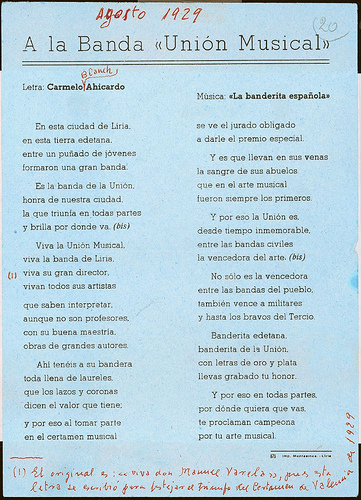 Agosto 1929
(20)
A la Banda «Unión Musical»
Blanch
Letra: Carmelo Ahicardo
Música: «La banderita española»
En esta ciudad de Liria,
en esta tierra edetana,
entre un puñado de jóvenes
formaron una gran banda.
Es la banda de la Unión,
honra de nuestra ciudad,
la que triunfa en todas partes
y brilla por donde va. (bis)
Viva la Unión Musical,
viva la banda de Liria,
(1) viva su gran director,
vivan todos sus artistas
que saben interpretar,
aunque no son profesores,
con su buena maestría,
obras de grandes autores.
Ahí tenéis a su bandera
toda llena de laureles,
que los lazos y coronas
dicen el valor que tiene;
y por eso al tomar parte
en el certamen musical
se ve el jurado obligado
a darle el premio especial.
Y es que llevan en sus venas
la sangre de sus abuelos
que en el arte musical
fueron siempre los primeros.
Y por eso la Unión es,
desde tiempo inmemorable,
entre las bandas civiles
la vencedora del arte. (bis)
No sólo es la vencedora
entre las bandas del pueblo,
también vence a militares
y hasta los bravos del Tercio.
Banderita edetana,
banderita de la Unión,
con letras de oro y plata
llevas grabado tu honor.
Y por eso en todas partes,
por dónde quiera que vas,
te proclaman campeona
por tu arte musical.
Imp. Montesinos - Liria
(1) El original es: «viva don Manuel Varela», pues esta
letra se escribió para festejar el triunfo del Certamen de Valencia de 1929